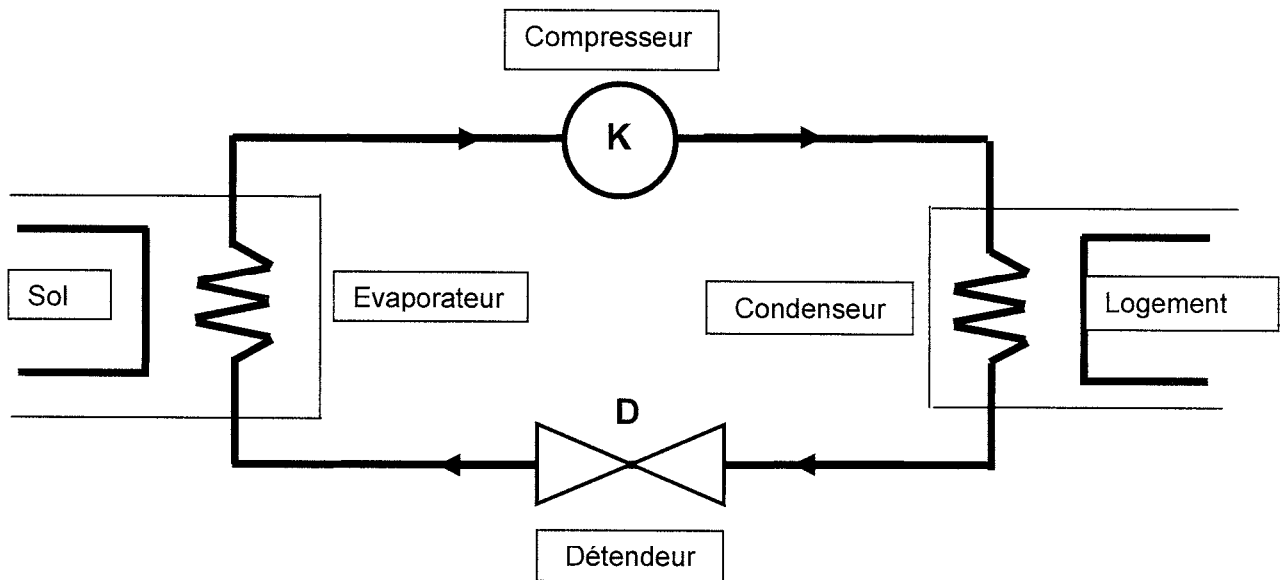 Compresseur
K
Sol
Evaporateur
Condenseur
Logement
D
Détendeur